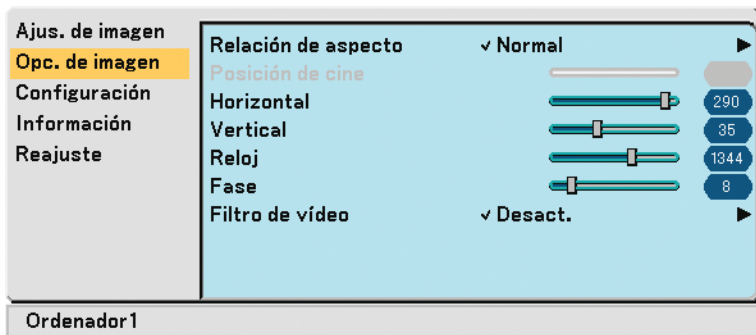 Ajus. de imagen
Opc. de imagen
Configuración
Información
Reajuste
Relación de aspecto ✓ Normal
Posición de cine
Horizontal 290
Vertical 35
Reloj 1344
Fase 8
Filtro de vídeo ✓ Desact.
Ordenador1